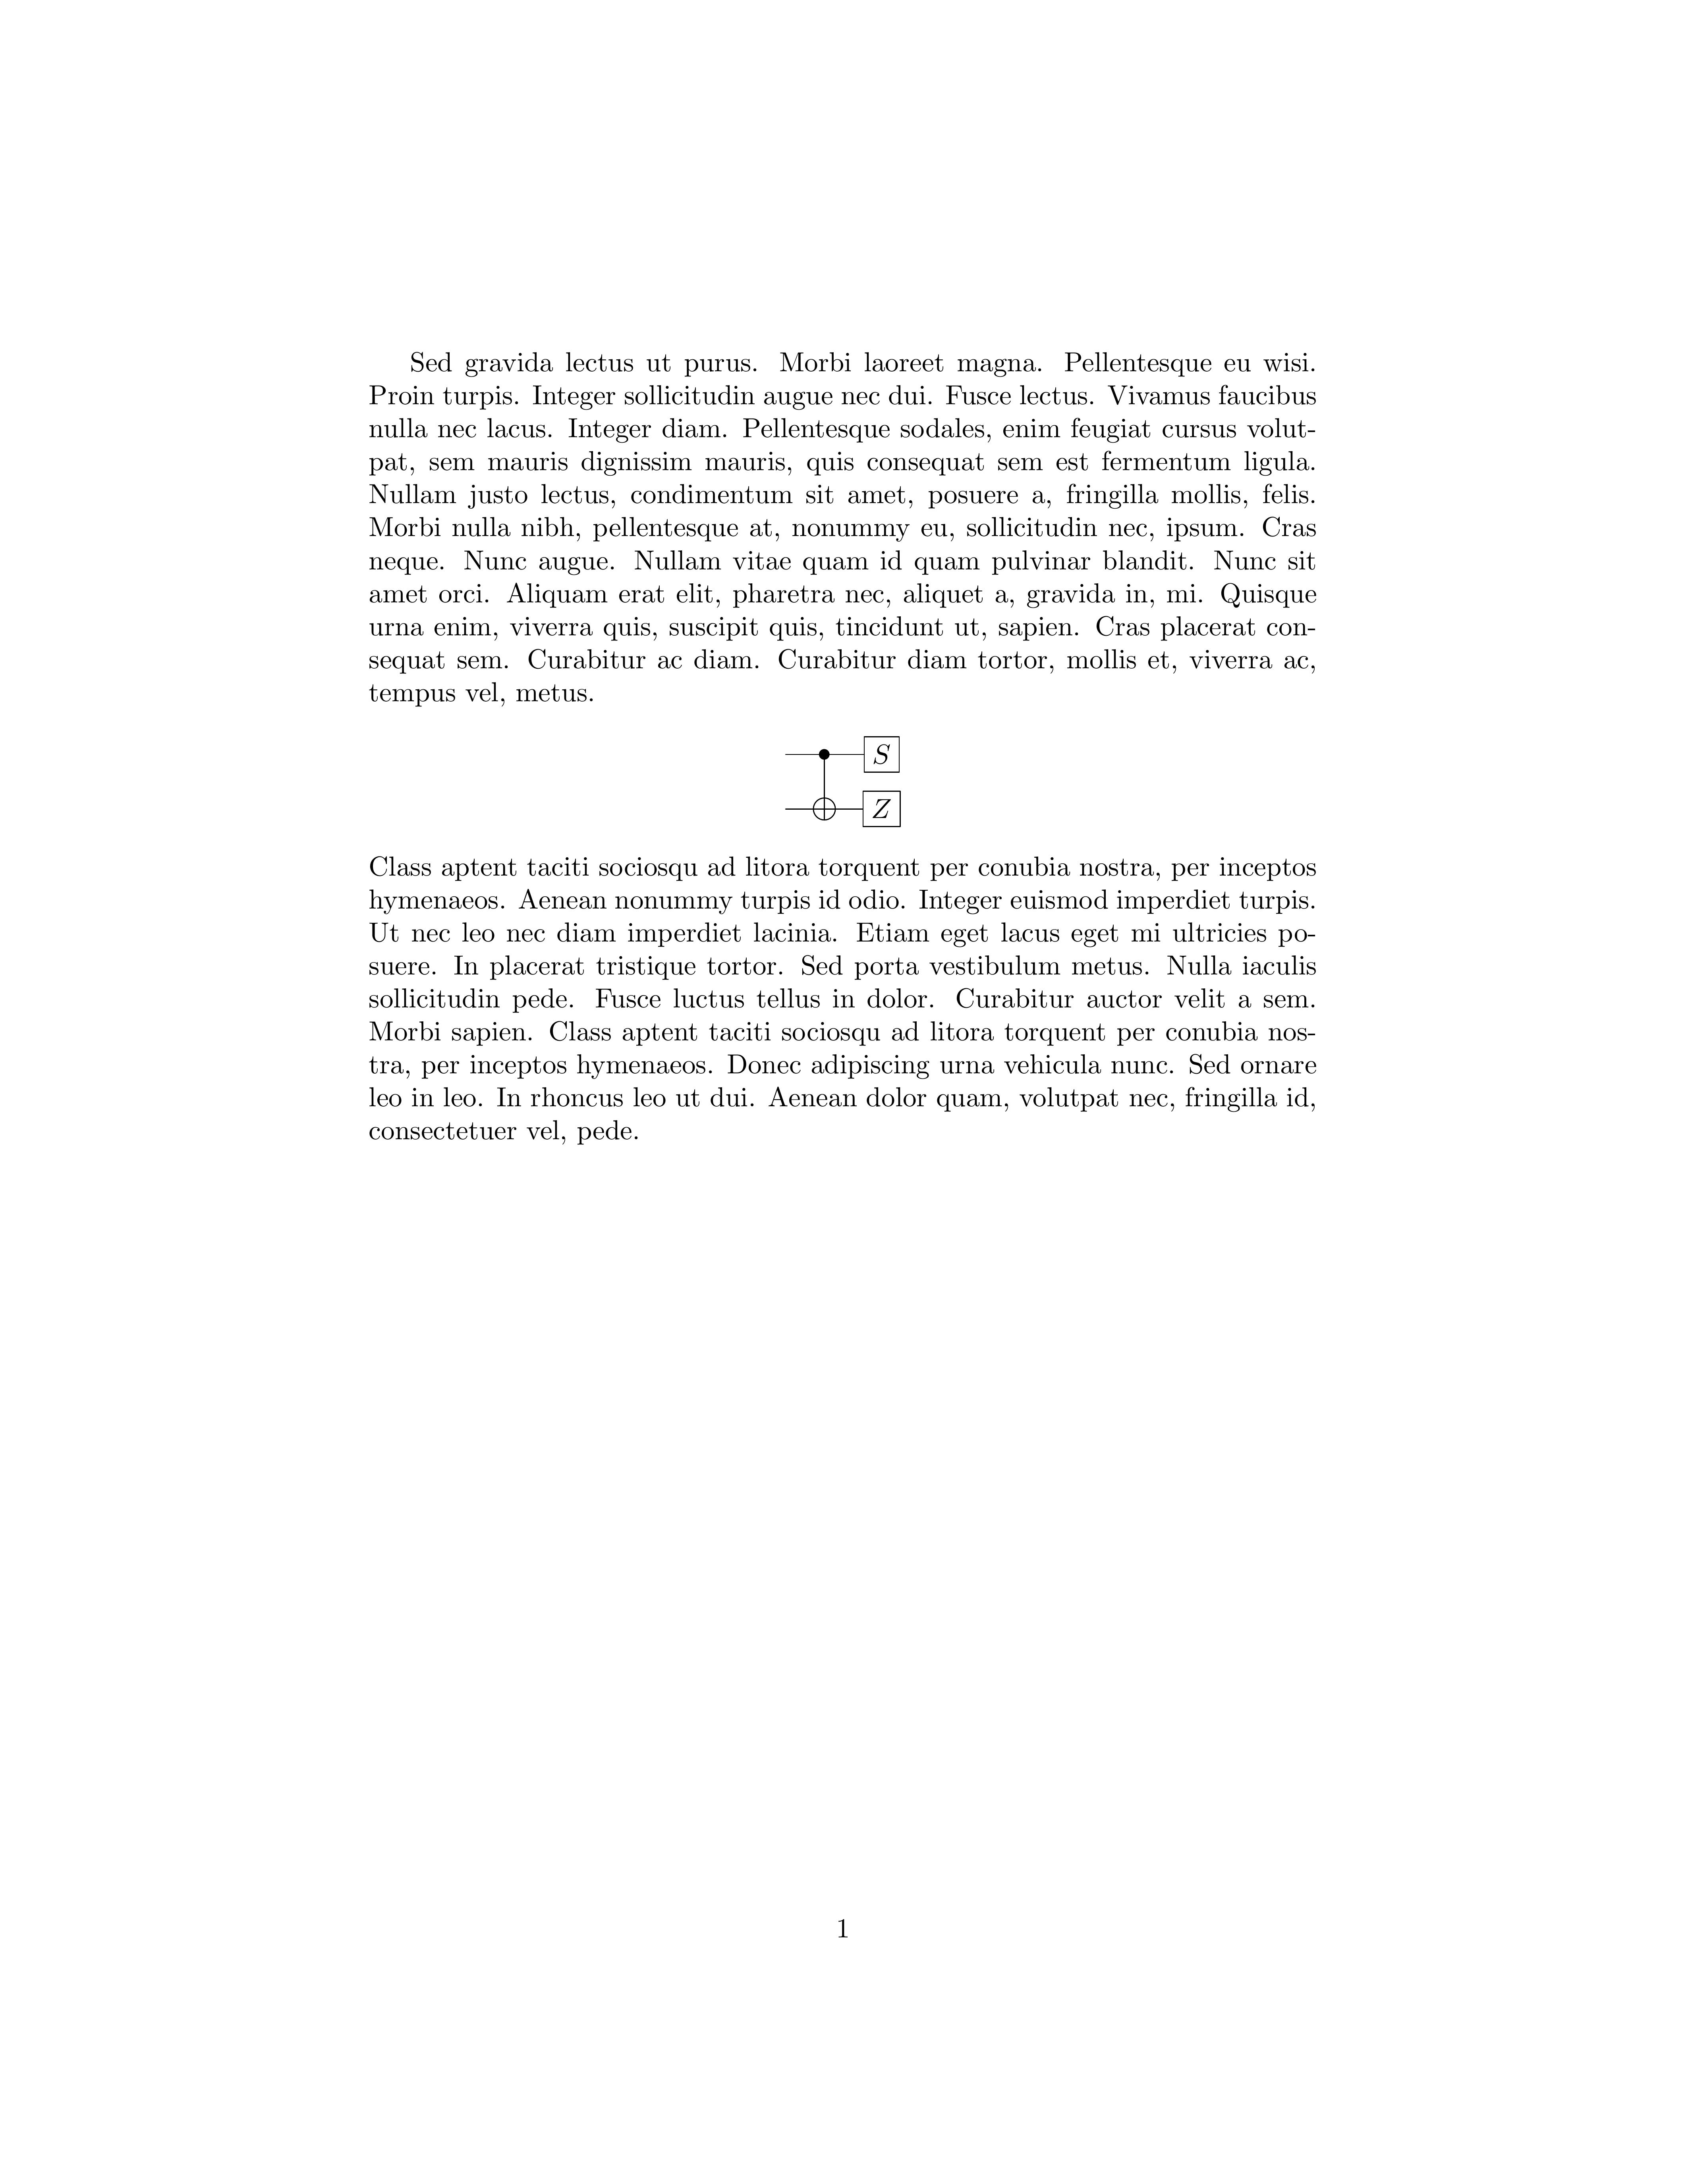 Sed gravida lectus ut purus. Morbi laoreet magna. Pellentesque eu wisi.
Proin turpis. Integer sollicitudin augue nec dui. Fusce lectus. Vivamus faucibus
nulla nec lacus. Integer diam. Pellentesque sodales, enim feugiat cursus volut-
pat, sem mauris dignissim mauris, quis consequat sem est fermentum ligula.
Nullam justo lectus, condimentum sit amet, posuere a, fringilla mollis, felis.
Morbi nulla nibh, pellentesque at, nonummy eu, sollicitudin nec, ipsum. Cras
neque. Nunc augue. Nullam vitae quam id quam pulvinar blandit. Nunc sit
amet orci. Aliquam erat elit, pharetra nec, aliquet a, gravida in, mi. Quisque
urna enim, viverra quis, suscipit quis, tincidunt ut, sapien. Cras placerat con-
sequat sem. Curabitur ac diam. Curabitur diam tortor, mollis et, viverra ac,
tempus vel, metus.
S
Z
Class aptent taciti sociosqu ad litora torquent per conubia nostra, per inceptos
hymenaeos. Aenean nonummy turpis id odio. Integer euismod imperdiet turpis.
Ut nec leo nec diam imperdiet lacinia. Etiam eget lacus eget mi ultricies po-
suere. In placerat tristique tortor. Sed porta vestibulum metus. Nulla iaculis
sollicitudin pede. Fusce luctus tellus in dolor. Curabitur auctor velit a sem.
Morbi sapien. Class aptent taciti sociosqu ad litora torquent per conubia nos-
tra, per inceptos hymenaeos. Donec adipiscing urna vehicula nunc. Sed ornare
leo in leo. In rhoncus leo ut dui. Aenean dolor quam, volutpat nec, fringilla id,
consectetuer vel, pede.
1